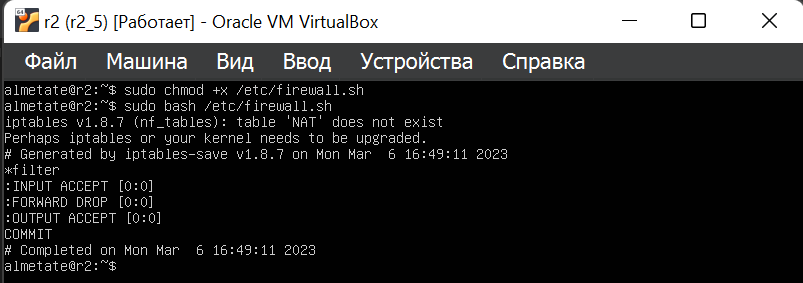 r2 (r2_5) [Работает] - Oracle VM VirtualBox
Файл Машина Вид Ввод Устройства Справка
almetate@r2:~$ sudo chmod +x /etc/firewall.sh
almetate@r2:~$ sudo bash /etc/firewall.sh
iptables v1.8.7 (nf_tables): table 'NAT' does not exist
Perhaps iptables or your kernel needs to be upgraded.
# Generated by iptables-save v1.8.7 on Mon Mar  6 16:49:11 2023
*filter
:INPUT ACCEPT [0:0]
:FORWARD DROP [0:0]
:OUTPUT ACCEPT [0:0]
COMMIT
# Completed on Mon Mar  6 16:49:11 2023
almetate@r2:~$